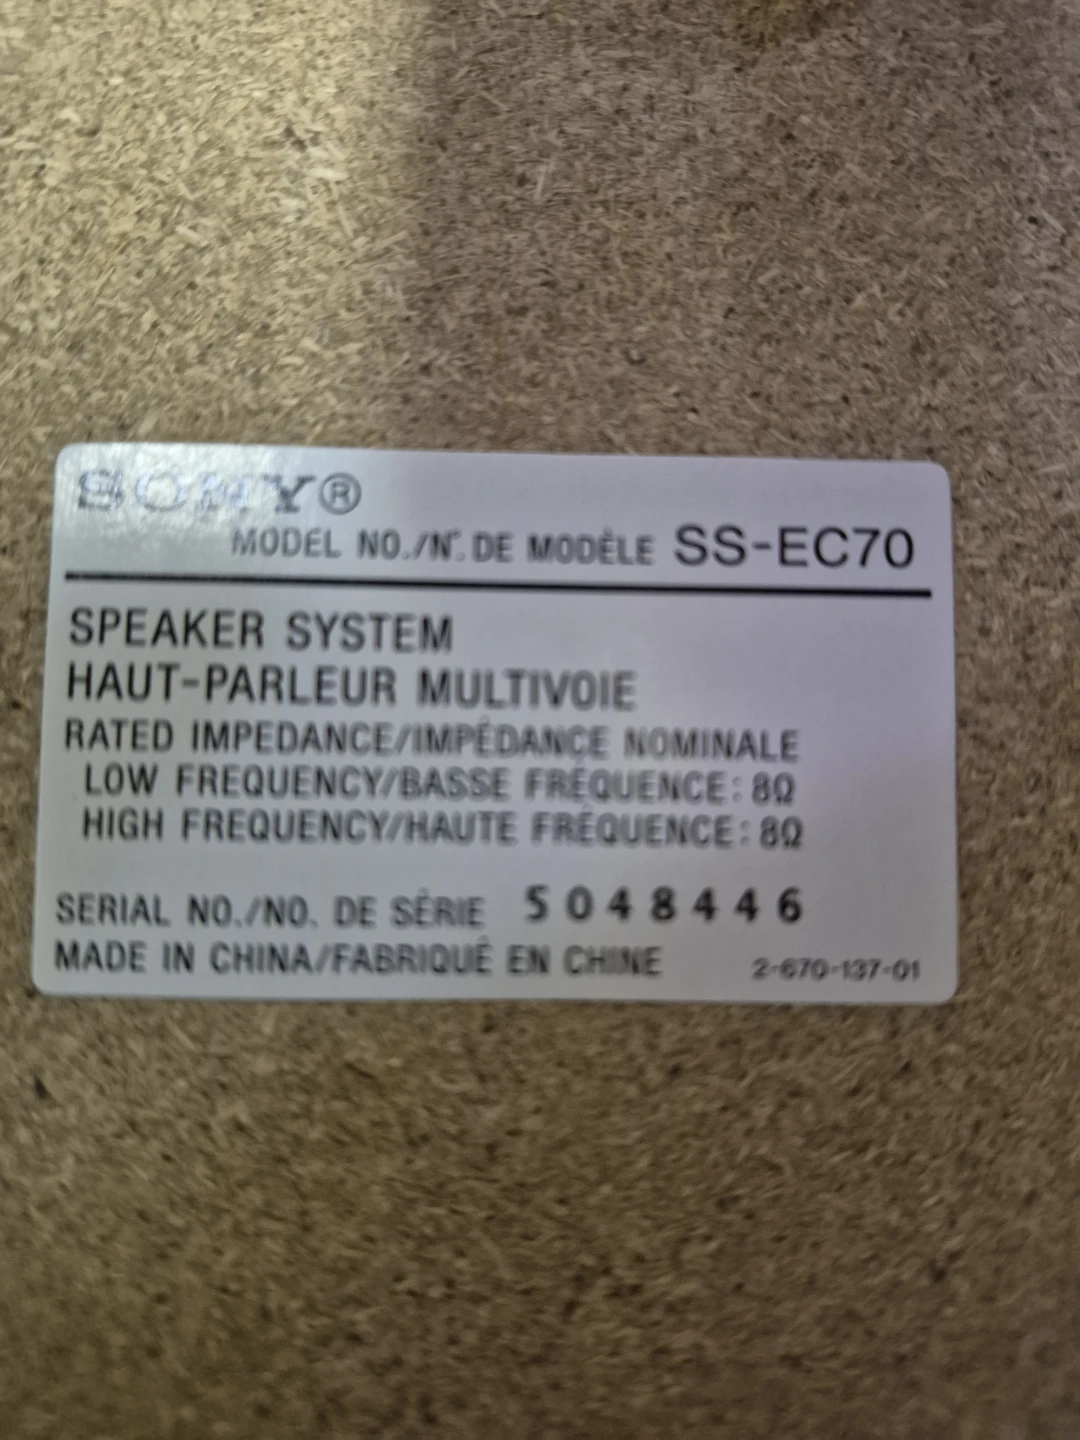 SONY®
MODEL NO./N°. DE MODÈLE SS-EC70
SPEAKER SYSTEM
HAUT-PARLEUR MULTIVOIE
RATED IMPEDANCE/IMPÉDANCE NOMINALE
LOW FREQUENCY/BASSE FRÉQUENCE: 8Ω
HIGH FREQUENCY/HAUTE FRÉQUENCE: 8Ω
SERIAL NO./NO. DE SÉRIE 5048446
MADE IN CHINA/FABRIQUÉ EN CHINE 2-670-137-01